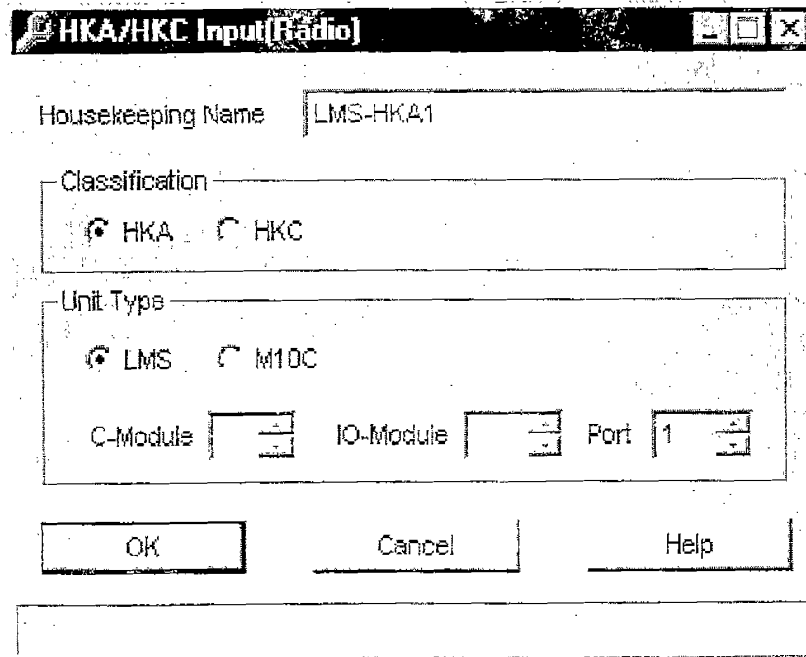 HKA/HKC Input[Radio]
Housekeeping Name LMS-HKA1
Classification
HKA HKC
Unit Type
LMS M10C
C-Module IO-Module Port 1
OK Cancel Help